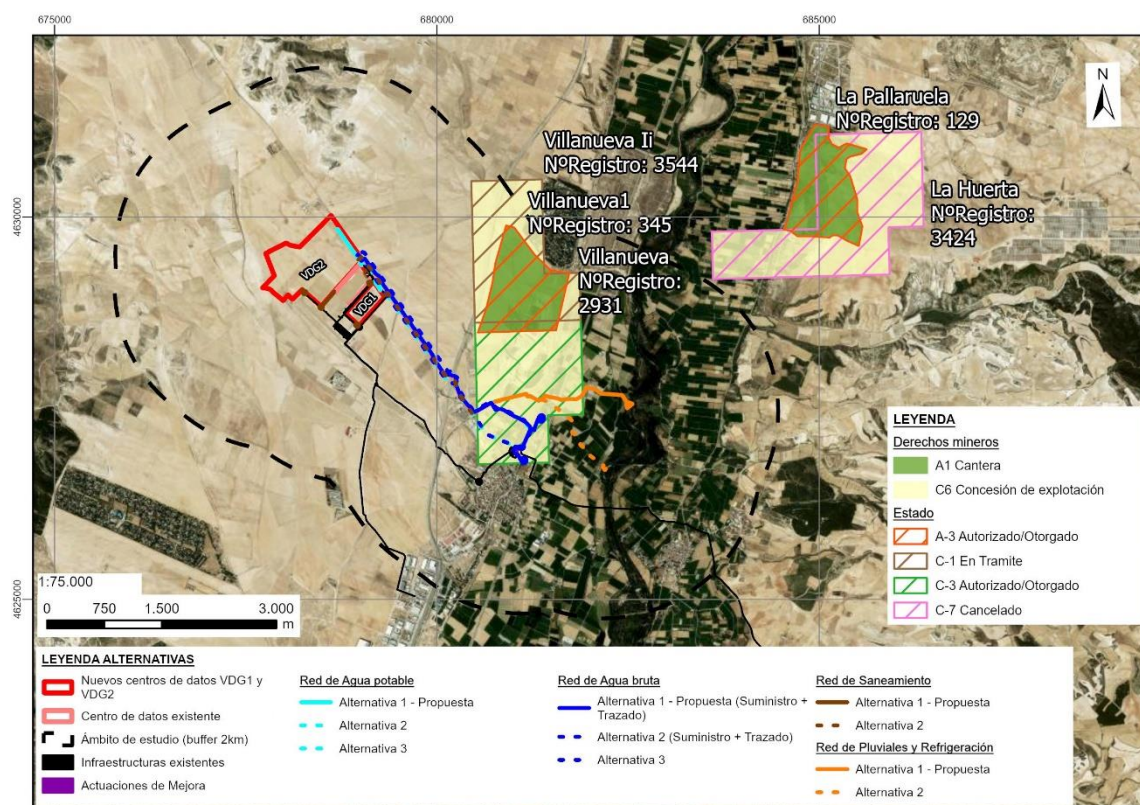 675000
680000
685000
4630000
4625000
N
La Pallaruela
NºRegistro: 129
Villanueva Ii
NºRegistro: 3544
La Huerta
NºRegistro:
3424
Villanueva1
NºRegistro: 345
Villanueva
NºRegistro:
2931
VDG2
VDG1
LEYENDA
Derechos mineros
A1 Cantera
C6 Concesión de explotación
Estado
A-3 Autorizado/Otorgado
C-1 En Tramite
C-3 Autorizado/Otorgado
C-7 Cancelado
1:75.000
0 750 1.500 3.000
m
LEYENDA ALTERNATIVAS
Nuevos centros de datos VDG1 y
VDG2
Centro de datos existente
Ámbito de estudio (buffer 2km)
Infraestructuras existentes
Actuaciones de Mejora
Red de Agua potable
Alternativa 1 - Propuesta
Alternativa 2
Alternativa 3
Red de Agua bruta
Alternativa 1 - Propuesta (Suministro +
Trazado)
Alternativa 2 (Suministro + Trazado)
Alternativa 3
Red de Saneamiento
Alternativa 1 - Propuesta
Alternativa 2
Red de Pluviales y Refrigeración
Alternativa 1 - Propuesta
Alternativa 2